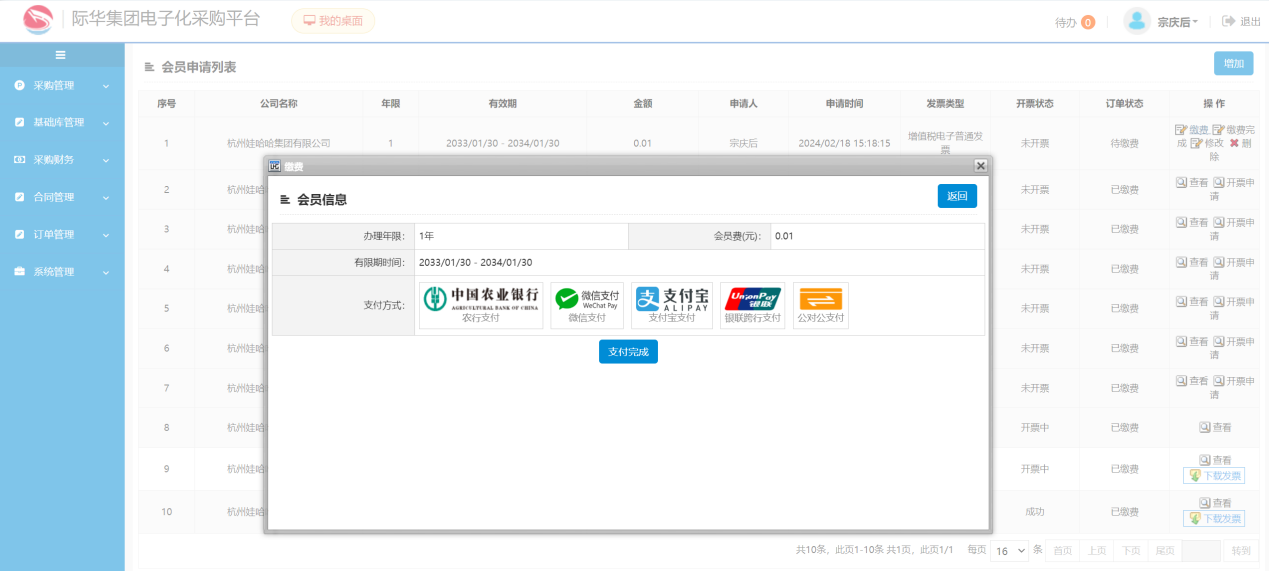 际华集团电子化采购平台
我的桌面
待办 0
宗庆后
退出
采购管理
基础库管理
采购财务
合同管理
订单管理
系统管理
会员申请列表
增加
序号 公司名称 年限 有效期 金额 申请人 申请时间 发票类型 开票状态 订单状态 操 作
1 杭州娃哈哈集团有限公司 1 2033/01/30 - 2034/01/30 0.01 宗庆后 2024/02/18 15:18:15 增值税电子普通发票 未开票 待缴费 缴费 缴费完成 修改 删除
缴费
会员信息
返回
办理年限: 1年 会员费(元): 0.01
有限期时间: 2033/01/30 - 2034/01/30
支付方式:
中国农业银行
AGRICULTURAL BANK OF CHINA
农行支付
微信支付
WeChat Pay
微信支付
支付宝
ALIPAY
支付宝支付
UnionPay
银联
银联跨行支付
公对公支付
支付完成
2 杭州娃哈 未开票 已缴费 查看 开票申请
3 杭州娃哈 未开票 已缴费 查看 开票申请
4 杭州娃哈 未开票 已缴费 查看 开票申请
5 杭州娃哈 未开票 已缴费 查看 开票申请
6 杭州娃哈 未开票 已缴费 查看 开票申请
7 杭州娃哈 未开票 已缴费 查看 开票申请
8 杭州娃哈 开票中 已缴费 查看
9 杭州娃哈 开票中 已缴费 查看
下载发票
10 杭州娃哈 成功 已缴费 查看
下载发票
共10条, 此页1-10条 共1页, 此页1/1 每页 16 条 首页 上页 下页 尾页 转到